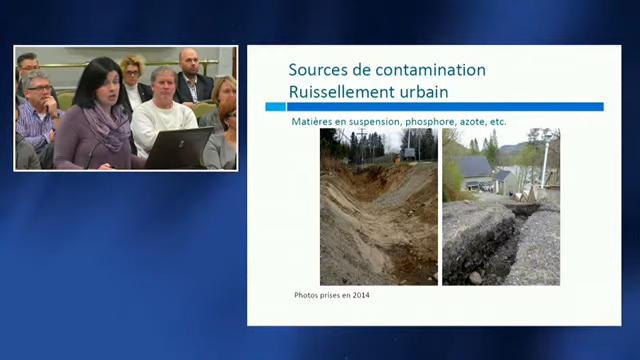 Sources de contamination
Ruissellement urbain
Matières en suspension, phosphore, azote, etc.
Photos prises en 2014